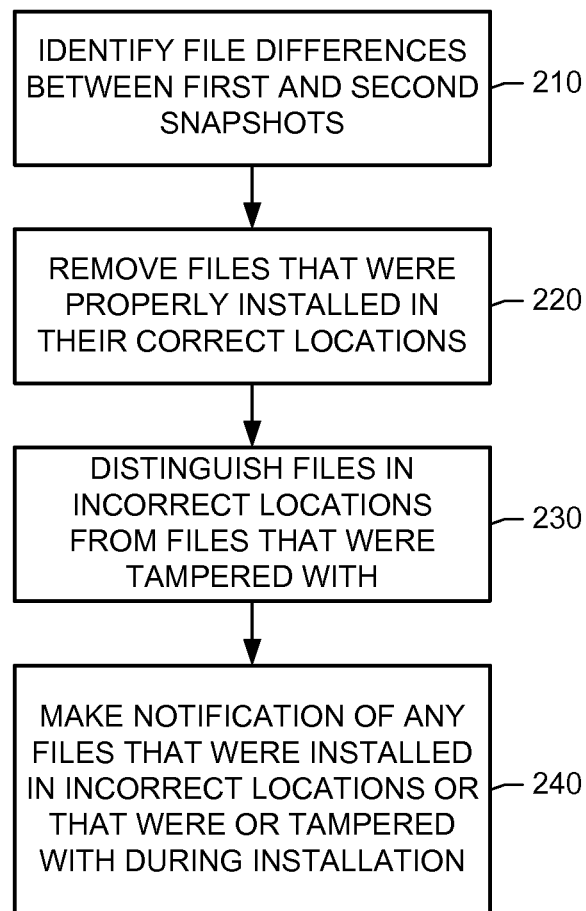 IDENTIFY FILE DIFFERENCES
BETWEEN FIRST AND SECOND
SNAPSHOTS
210
REMOVE FILES THAT WERE
PROPERLY INSTALLED IN
THEIR CORRECT LOCATIONS
220
DISTINGUISH FILES IN
INCORRECT LOCATIONS
FROM FILES THAT WERE
TAMPERED WITH
230
MAKE NOTIFICATION OF ANY
FILES THAT WERE INSTALLED
IN INCORRECT LOCATIONS OR
THAT WERE OR TAMPERED
WITH DURING INSTALLATION
240